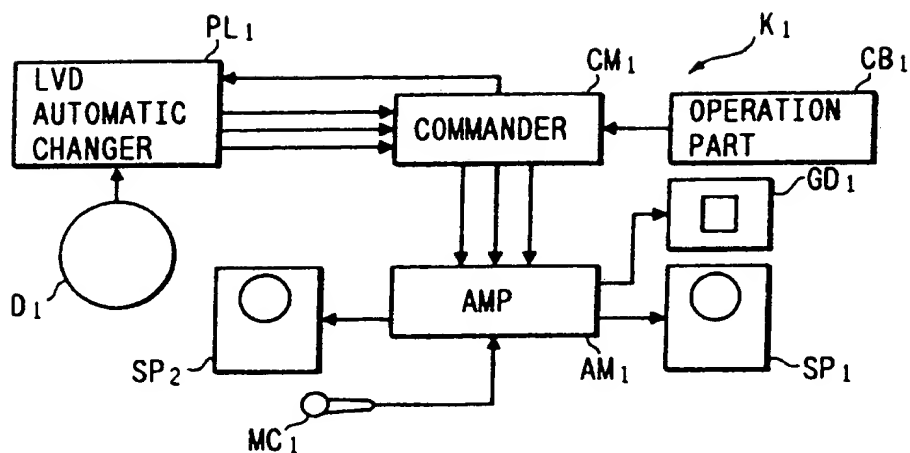 PL₁
LVD
AUTOMATIC
CHANGER
CM₁
COMMANDER
K₁
CB₁
OPERATION
PART
GD₁
D₁
SP₂
AMP
AM₁
SP₁
MC₁